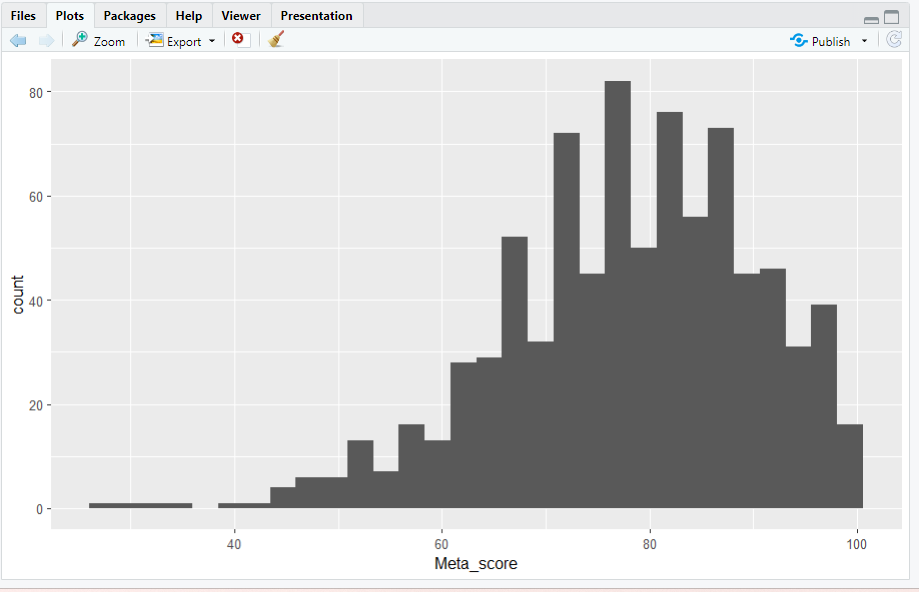 Files Plots Packages Help Viewer Presentation
Zoom Export Publish
80
60
40
20
0
count
40 60 80 100
Meta_score